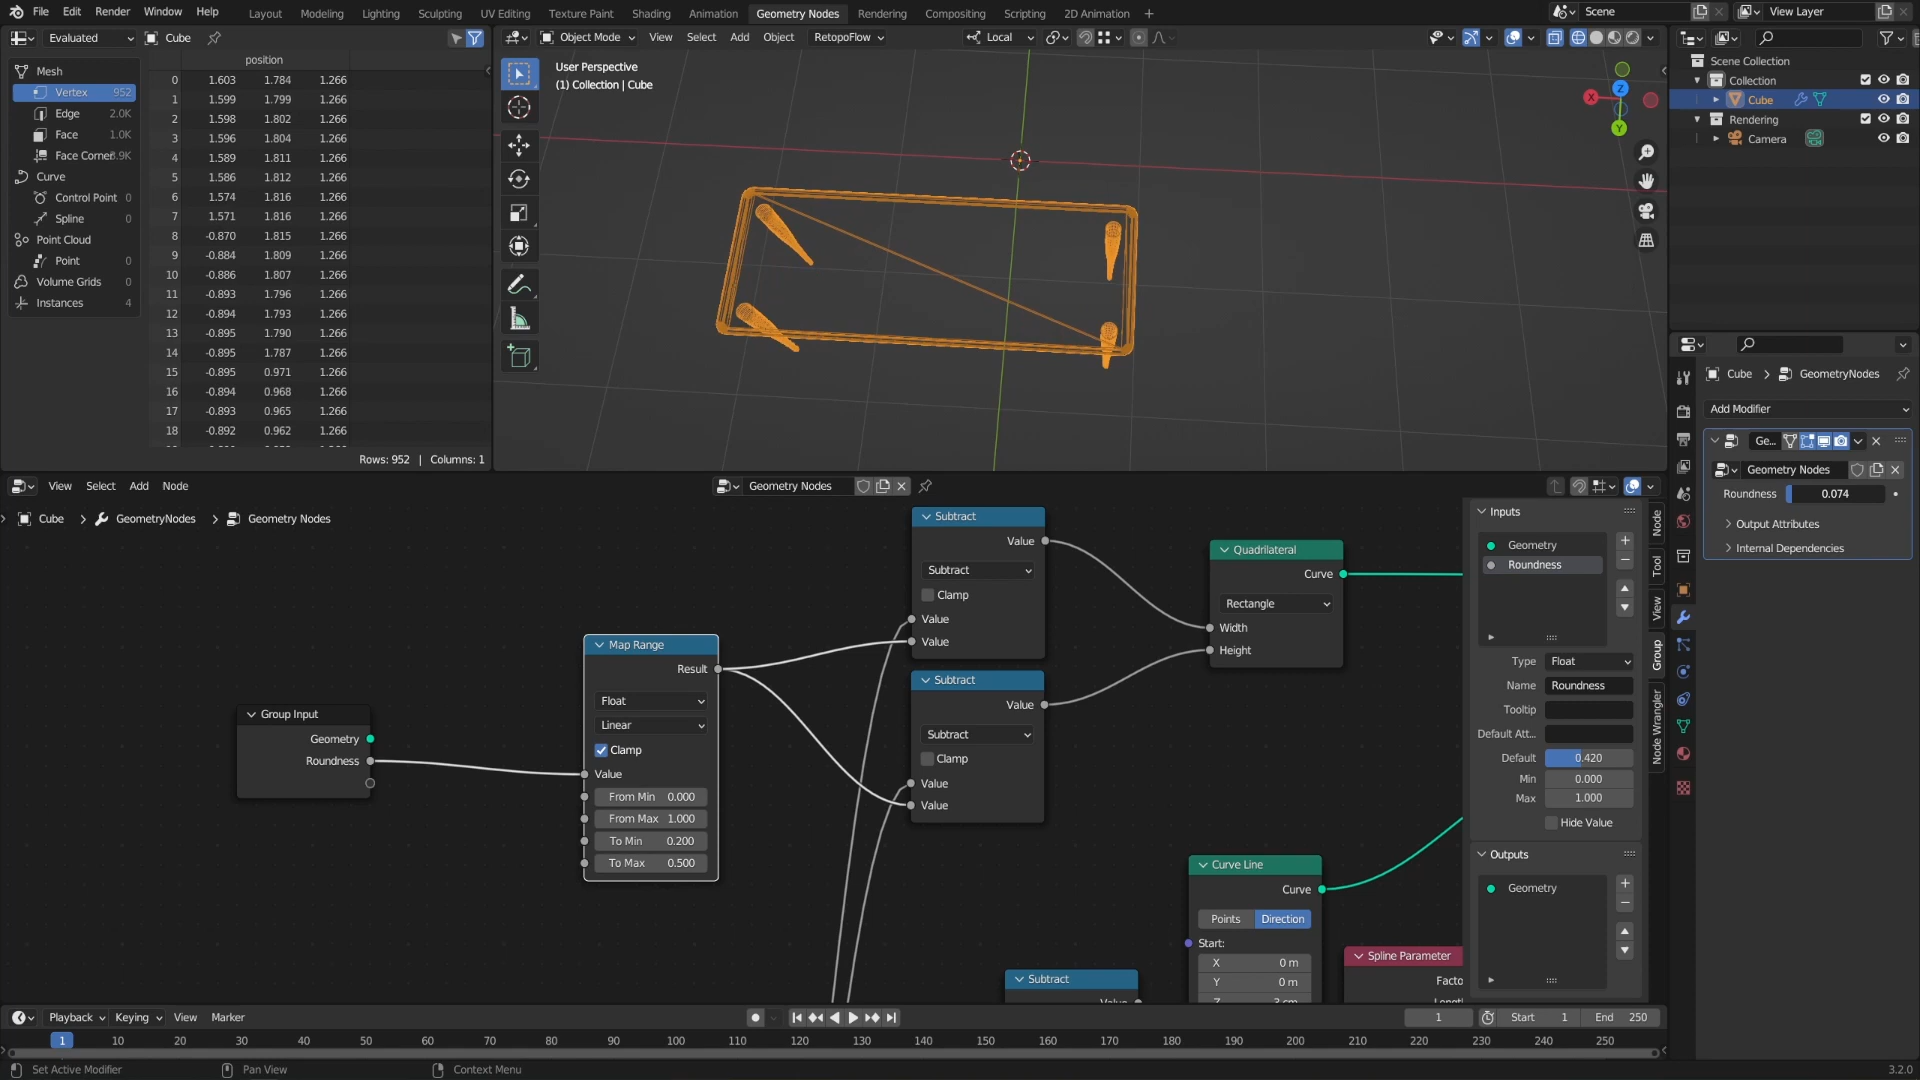 File Edit Render Window Help Layout Modeling Lighting Sculpting UV Editing Texture Paint Shading Animation Geometry Nodes Rendering Compositing Scripting 2D Animation + Scene View Layer
Evaluated Cube
Object Mode View Select Add Object RetopoFlow Local
position
Mesh
Vertex 952
Edge 2.0K
Face 1.0K
Face Corner 3.9K
Curve
Control Point 0
Spline 0
Point Cloud
Point 0
Volume Grids 0
Instances 4
0 1.603 1.784 1.266
1 1.599 1.799 1.266
2 1.598 1.802 1.266
3 1.596 1.804 1.266
4 1.589 1.811 1.266
5 1.586 1.812 1.266
6 1.574 1.816 1.266
7 1.571 1.816 1.266
8 -0.870 1.815 1.266
9 -0.884 1.809 1.266
10 -0.886 1.807 1.266
11 -0.893 1.796 1.266
12 -0.894 1.793 1.266
13 -0.895 1.790 1.266
14 -0.895 1.787 1.266
15 -0.895 0.971 1.266
16 -0.894 0.968 1.266
17 -0.893 0.965 1.266
18 -0.892 0.962 1.266
Rows: 952 | Columns: 1
User Perspective
(1) Collection | Cube
Z
X
Y
Scene Collection
Collection
Cube
Rendering
Camera
Cube > GeometryNodes
Add Modifier
Ge...
Geometry Nodes
Roundness 0.074
Output Attributes
Internal Dependencies
View Select Add Node Geometry Nodes
Cube > GeometryNodes > Geometry Nodes
Group Input
Geometry
Roundness
Map Range
Result
Float
Linear
Clamp
Value
From Min 0.000
From Max 1.000
To Min 0.200
To Max 0.500
Subtract
Value
Subtract
Clamp
Value
Value
Subtract
Value
Subtract
Clamp
Value
Value
Quadrilateral
Curve
Rectangle
Width
Height
Curve Line
Curve
Points Direction
Start:
X 0 m
Y 0 m
Z 3 cm
Subtract
Value
Spline Parameter
Facto
Lengt
Inputs
Geometry
Roundness
Type Float
Name Roundness
Tooltip
Default Att...
Default 0.420
Min 0.000
Max 1.000
Hide Value
Outputs
Geometry
Node
Tool
View
Group
Node Wrangler
Playback Keying View Marker 1 Start 1 End 250
1 10 20 30 40 50 60 70 80 90 100 110 120 130 140 150 160 170 180 190 200 210 220 230 240 250
Set Active Modifier Pan View Context Menu 3.2.0